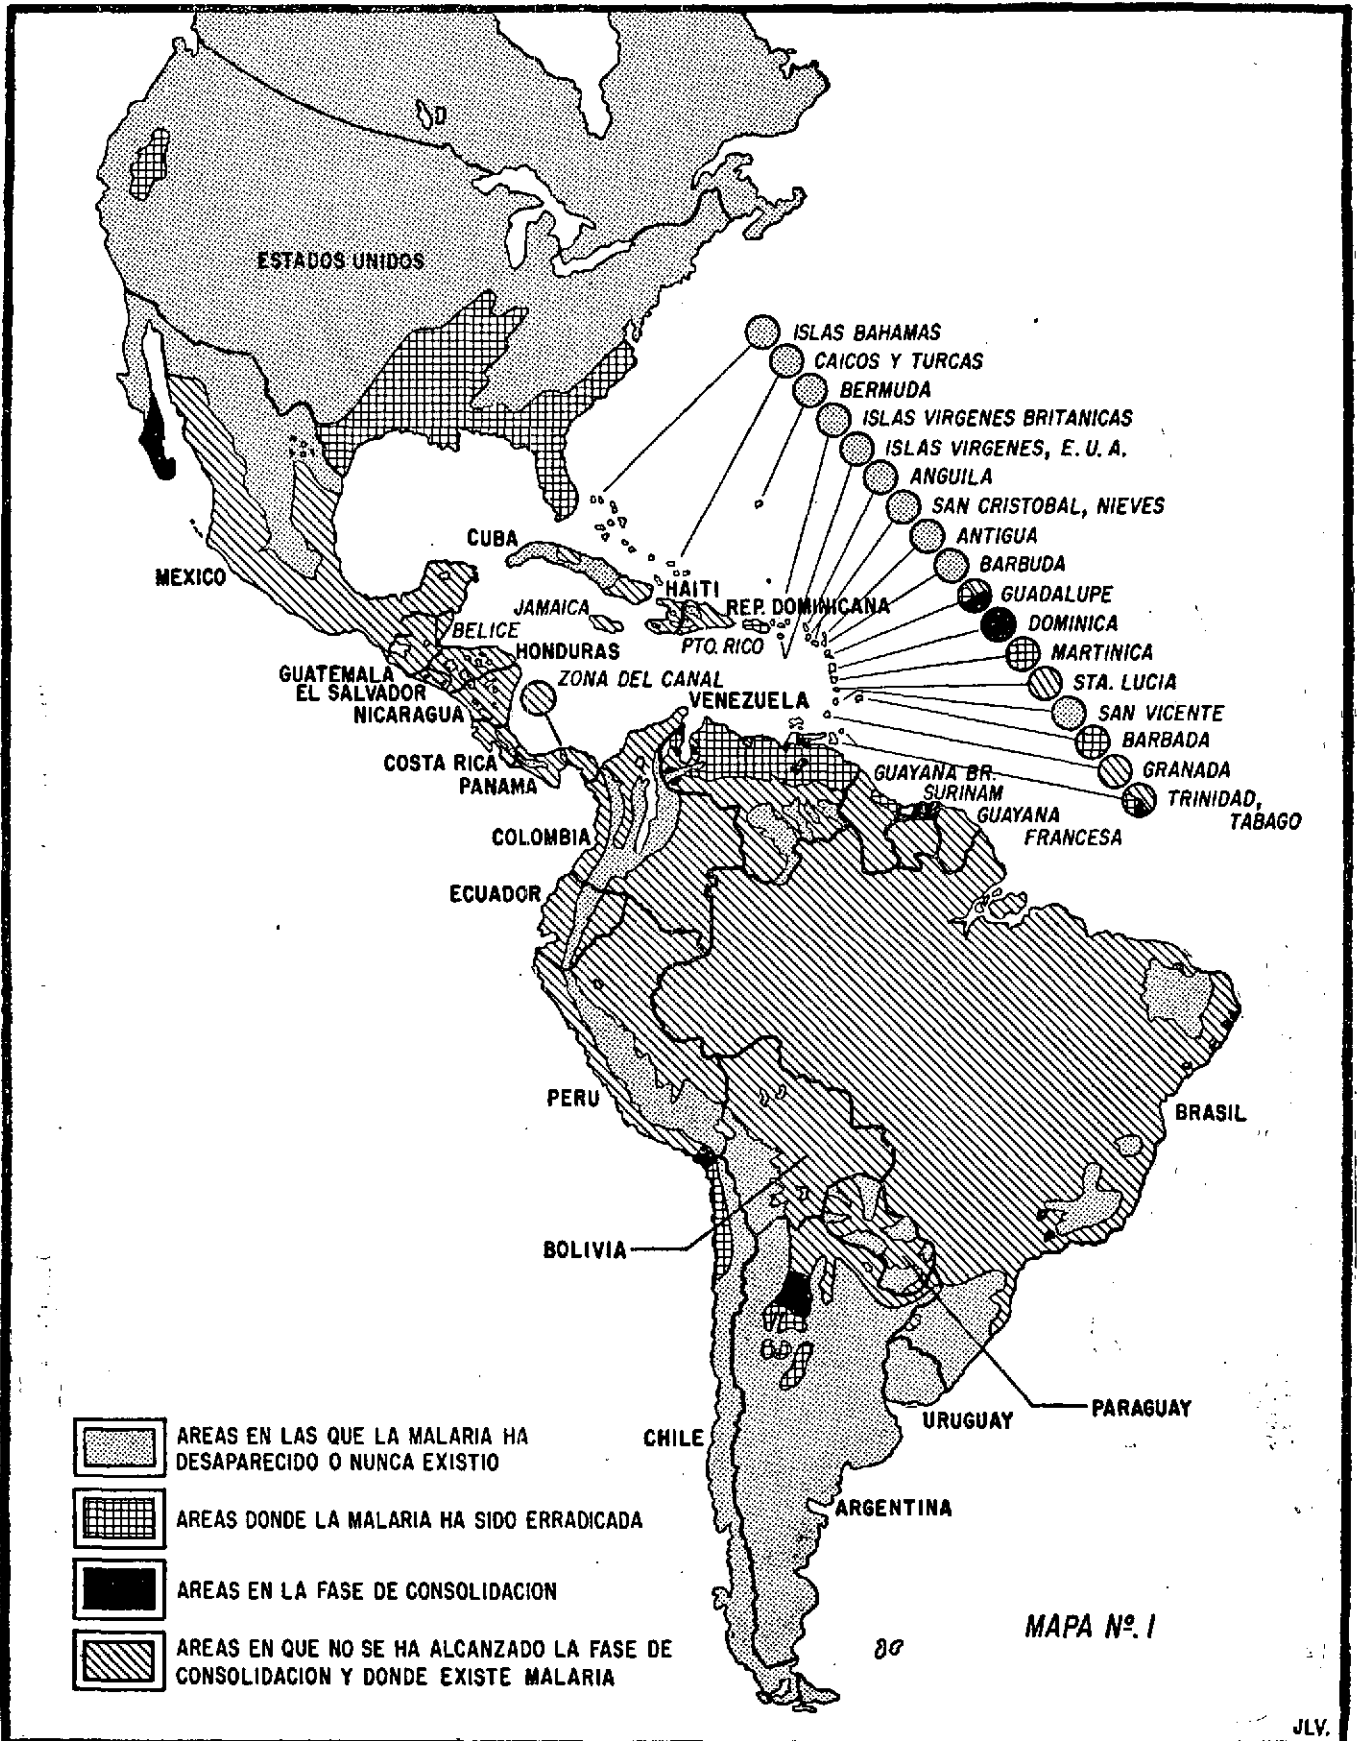 ESTADOS UNIDOS
ISLAS BAHAMAS
CAICOS Y TURCAS
BERMUDA
ISLAS VIRGENES BRITANICAS
ISLAS VIRGENES, E. U. A.
ANGUILA
SAN CRISTOBAL, NIEVES
ANTIGUA
BARBUDA
GUADALUPE
DOMINICA
MARTINICA
STA. LUCIA
SAN VICENTE
BARBADA
GRANADA
TRINIDAD,
TABAGO
CUBA
MEXICO
HAITI
JAMAICA
REP. DOMINICANA
BELICE
PTO. RICO
HONDURAS
GUATEMALA
ZONA DEL CANAL
EL SALVADOR
VENEZUELA
NICARAGUA
COSTA RICA
PANAMA
GUAYANA BR.
SURINAM
GUAYANA
FRANCESA
COLOMBIA
ECUADOR
PERU
BRASIL
BOLIVIA
PARAGUAY
URUGUAY
CHILE
ARGENTINA
AREAS EN LAS QUE LA MALARIA HA
DESAPARECIDO O NUNCA EXISTIO
AREAS DONDE LA MALARIA HA SIDO ERRADICADA
AREAS EN LA FASE DE CONSOLIDACION
AREAS EN QUE NO SE HA ALCANZADO LA FASE DE
CONSOLIDACION Y DONDE EXISTE MALARIA
MAPA Nº. 1
JLV.